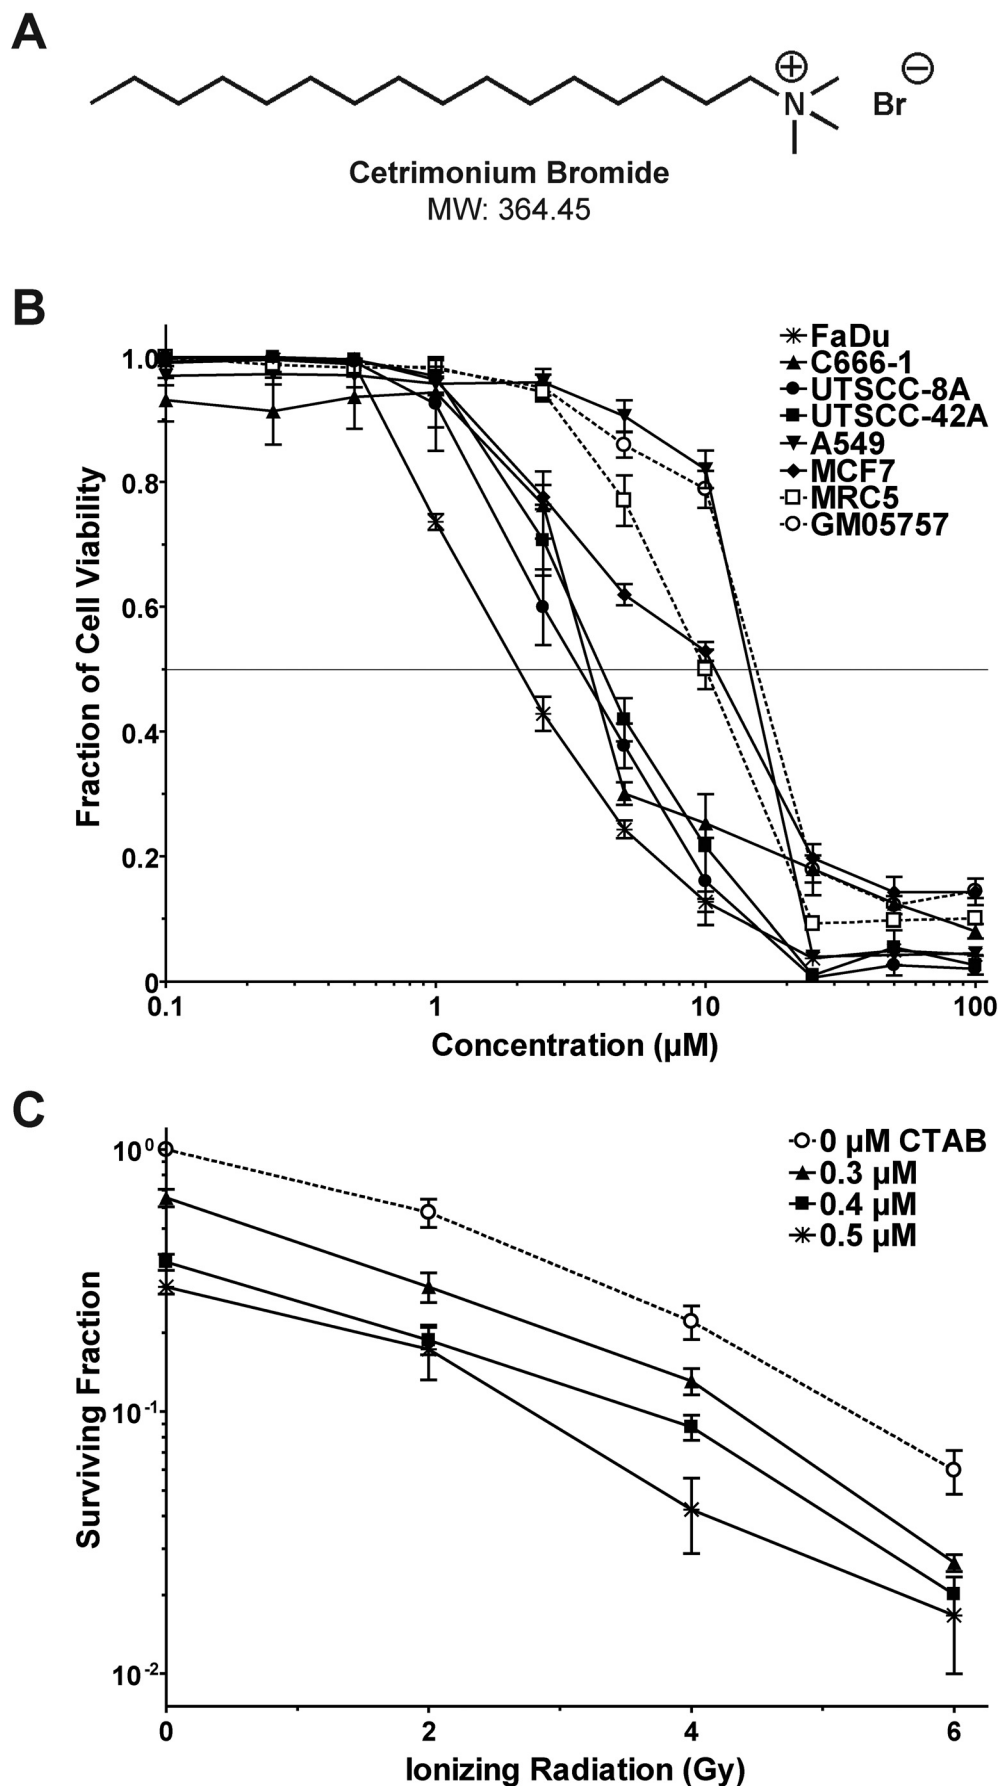 A
N
Br
Cetrimonium Bromide
MW: 364.45
B
FaDu
C666-1
UTSCC-8A
UTSCC-42A
A549
MCF7
MRC5
GM05757
1.0
0.8
0.6
0.4
0.2
0
Fraction of Cell Viability
0.1 1 10 100
Concentration (µM)
C
0 µM CTAB
0.3 µM
0.4 µM
0.5 µM
10⁰
10⁻¹
10⁻²
Surviving Fraction
0 2 4 6
Ionizing Radiation (Gy)